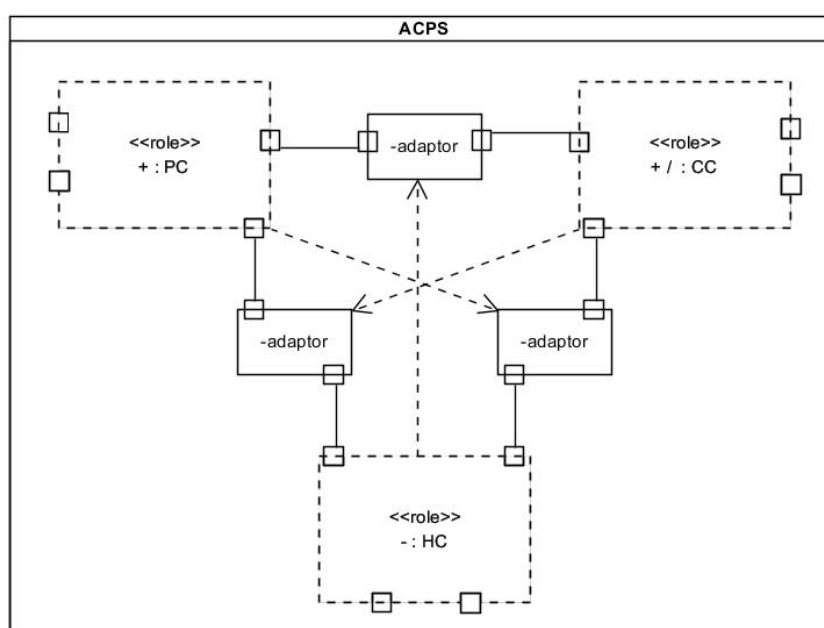 ACPS
<<role>>
+ : PC
-adaptor
<<role>>
+ / : CC
-adaptor
-adaptor
<<role>>
- : HC